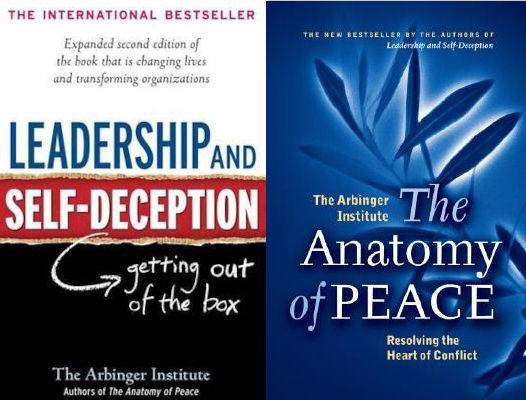 THE INTERNATIONAL BESTSELLER
Expanded second edition of
the book that is changing lives
and transforming organizations
LEADERSHIP AND
SELF-DECEPTION
getting out
of the box
The Arbinger Institute
Authors of The Anatomy of Peace
THE NEW BESTSELLER BY THE AUTHORS OF
Leadership and Self-Deception
The Arbinger
Institute
The
Anatomy
of PEACE
Resolving the
Heart of Conflict